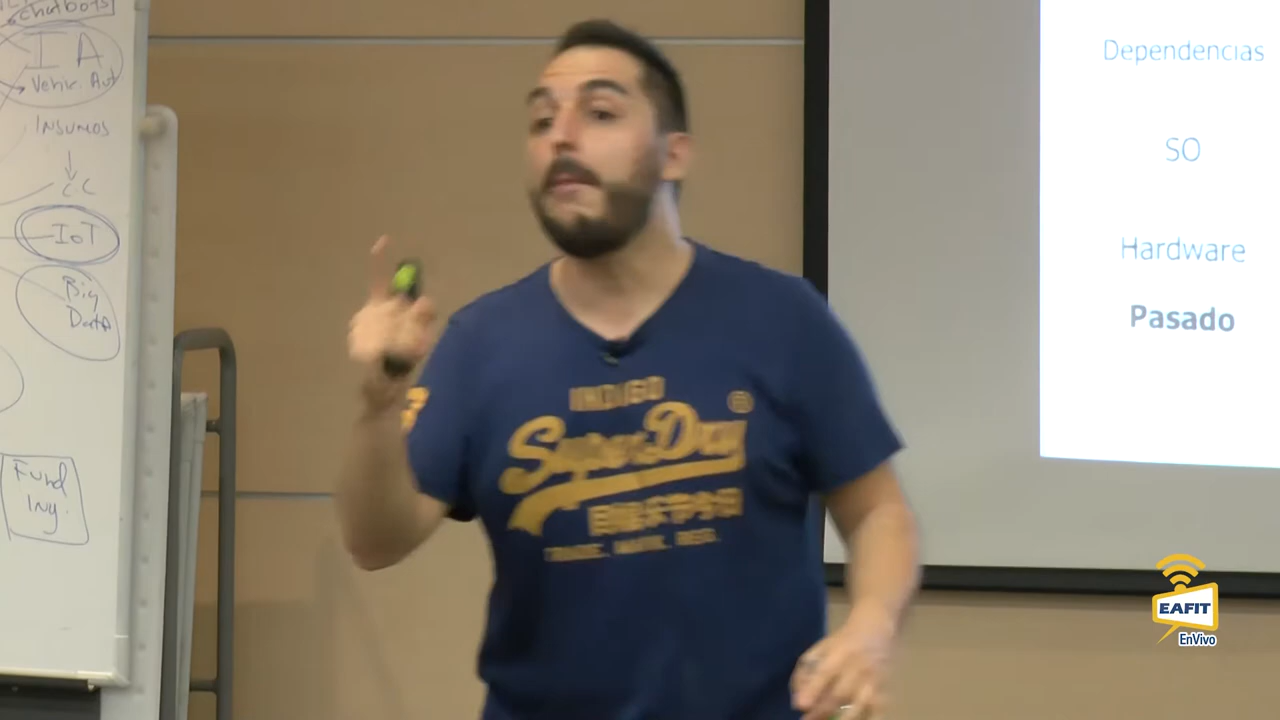 chatbots
IA
Vehic. Aut
INSUMOS
CC
IoT
Big
Data
Fund
Ing.
INDIGO
SuperDry
®
TRADE. MARK. REG.
Dependencias
SO
Hardware
Pasado
EAFIT
EnVivo